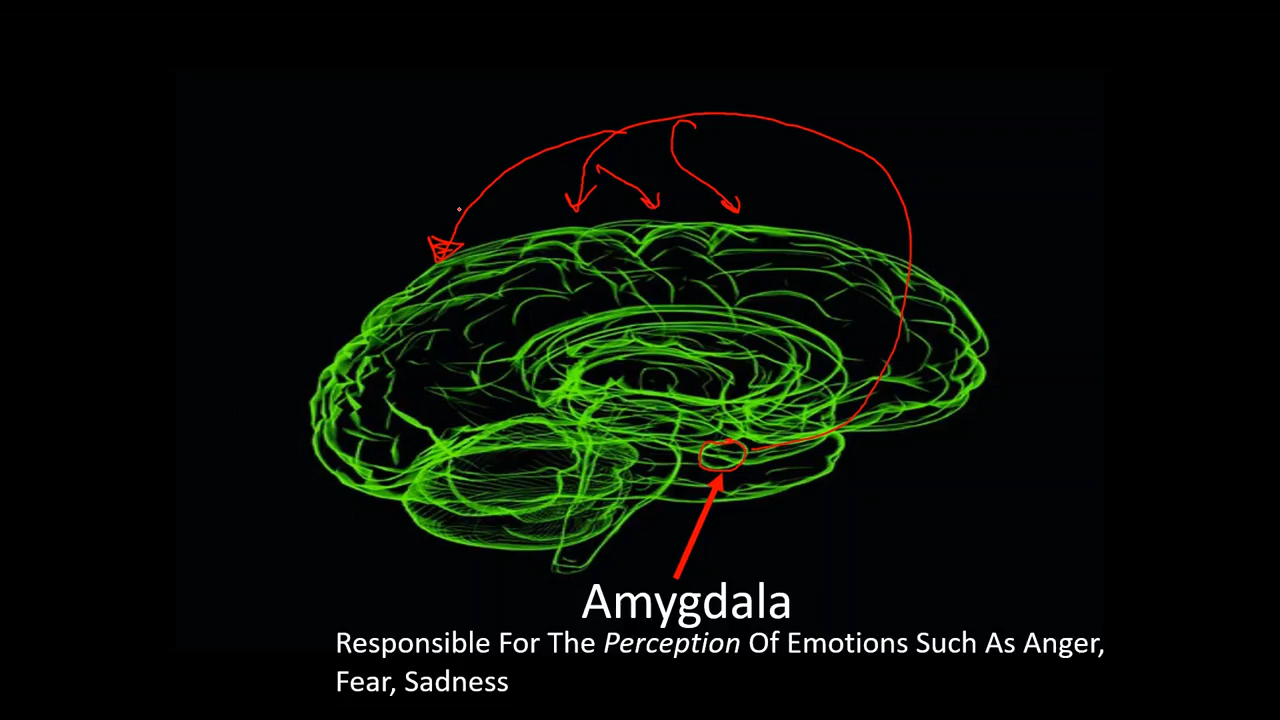 Amygdala
Responsible For The Perception Of Emotions Such As Anger,
Fear, Sadness